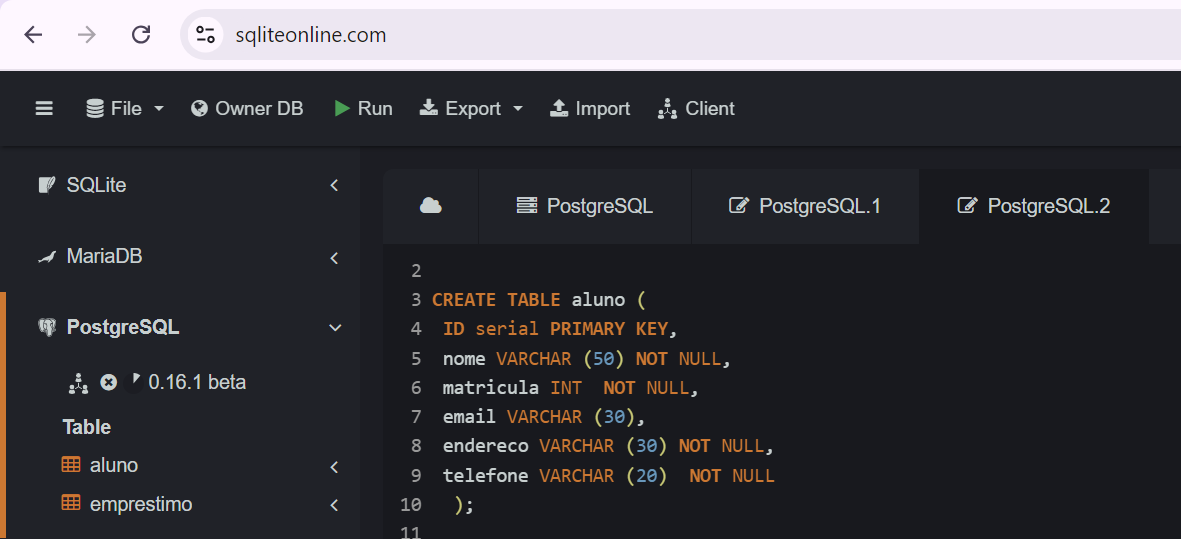 sqliteonline.com
File Owner DB Run Export Import Client
SQLite
MariaDB
PostgreSQL
0.16.1 beta
Table
aluno
emprestimo
PostgreSQL PostgreSQL.1 PostgreSQL.2
2
3 CREATE TABLE aluno (
4 ID serial PRIMARY KEY,
5 nome VARCHAR (50) NOT NULL,
6 matricula INT  NOT NULL,
7 email VARCHAR (30),
8 endereco VARCHAR (30) NOT NULL,
9 telefone VARCHAR (20)  NOT NULL
10 );
11